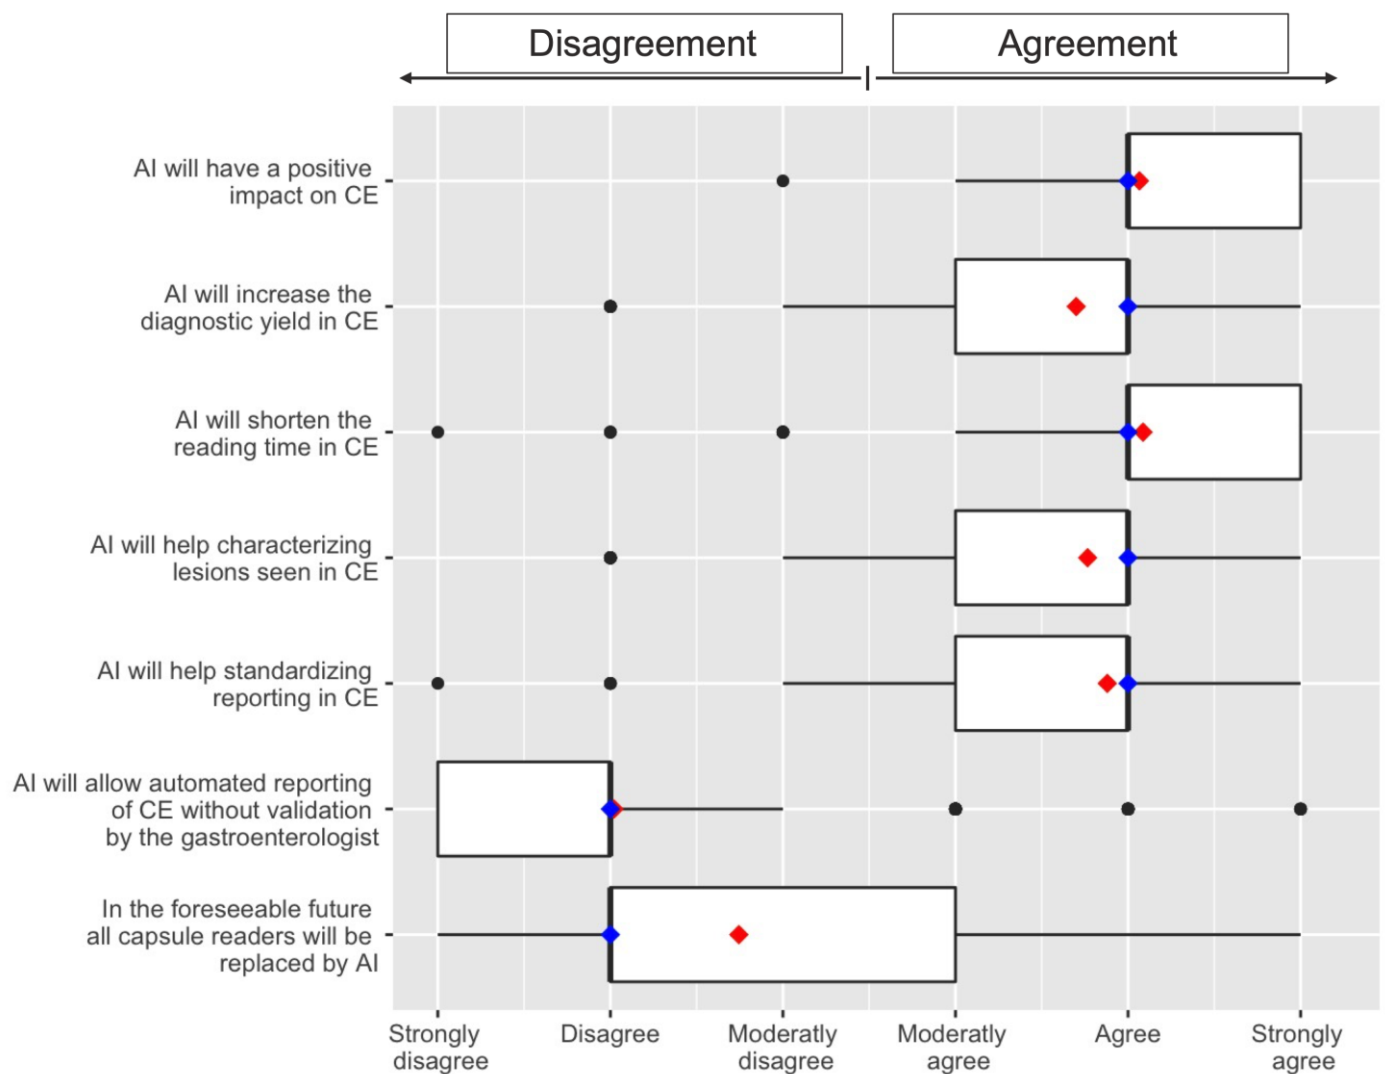 Disagreement
Agreement
AI will have a positive
impact on CE
AI will increase the
diagnostic yield in CE
AI will shorten the
reading time in CE
AI will help characterizing
lesions seen in CE
AI will help standardizing
reporting in CE
AI will allow automated reporting
of CE without validation
by the gastroenterologist
In the foreseeable future
all capsule readers will be
replaced by AI
Strongly
disagree
Disagree
Moderatly
disagree
Moderatly
agree
Agree
Strongly
agree